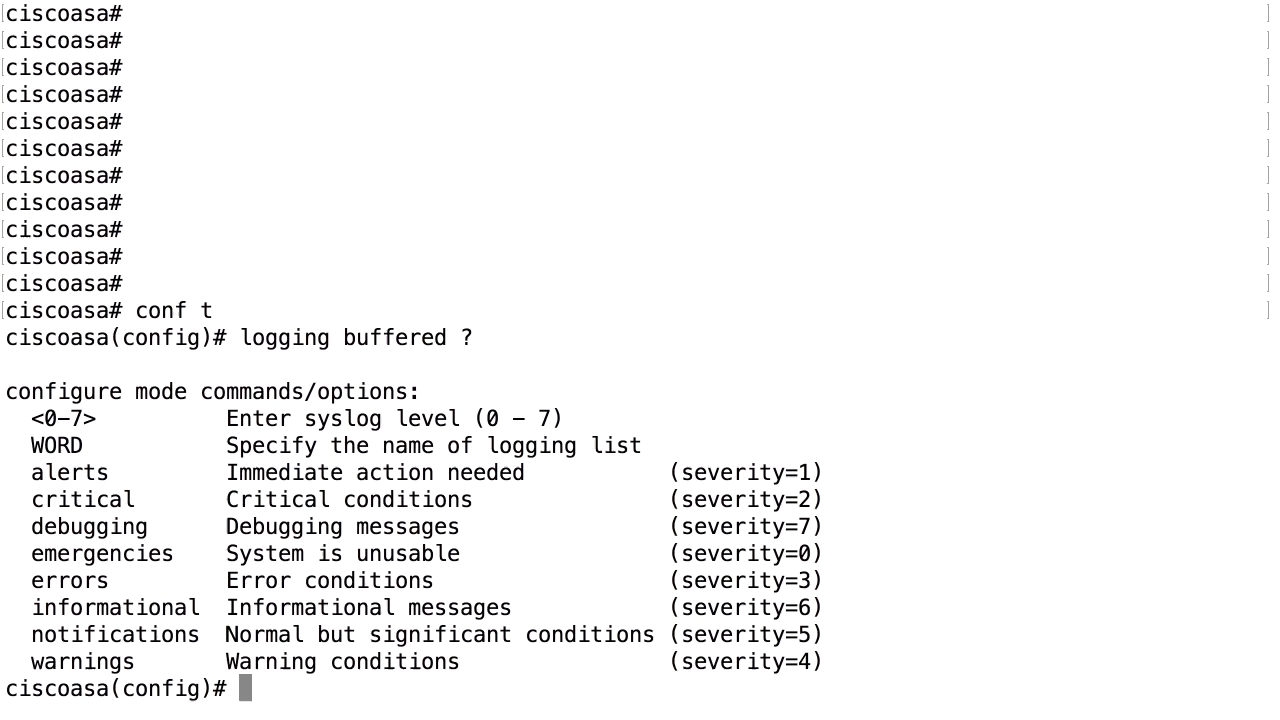 ciscoasa#
ciscoasa#
ciscoasa#
ciscoasa#
ciscoasa#
ciscoasa#
ciscoasa#
ciscoasa#
ciscoasa#
ciscoasa#
ciscoasa#
ciscoasa# conf t
ciscoasa(config)# logging buffered ?

configure mode commands/options:
  <0-7>          Enter syslog level (0 - 7)
  WORD           Specify the name of logging list
  alerts         Immediate action needed           (severity=1)
  critical       Critical conditions               (severity=2)
  debugging      Debugging messages                (severity=7)
  emergencies    System is unusable                (severity=0)
  errors         Error conditions                  (severity=3)
  informational  Informational messages            (severity=6)
  notifications  Normal but significant conditions (severity=5)
  warnings       Warning conditions                (severity=4)
ciscoasa(config)#